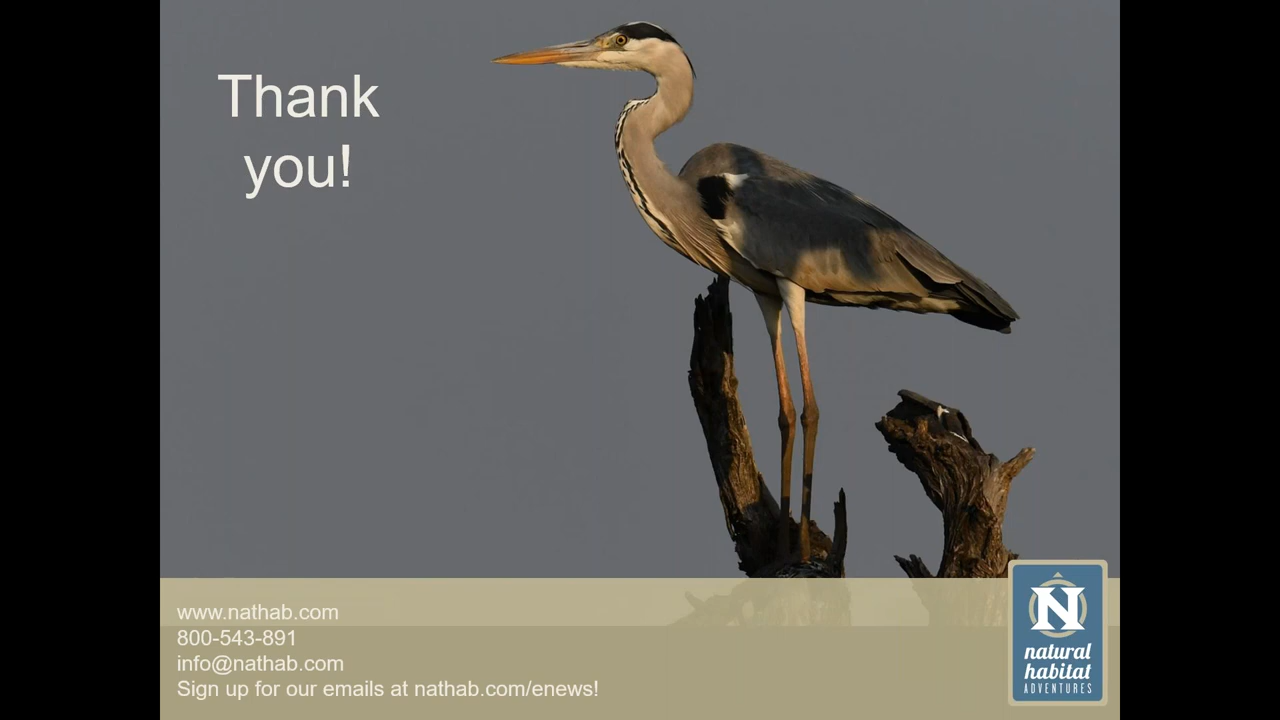 Thank
you!
www.nathab.com
800-543-891
info@nathab.com
Sign up for our emails at nathab.com/enews!
N
natural
habitat
ADVENTURES